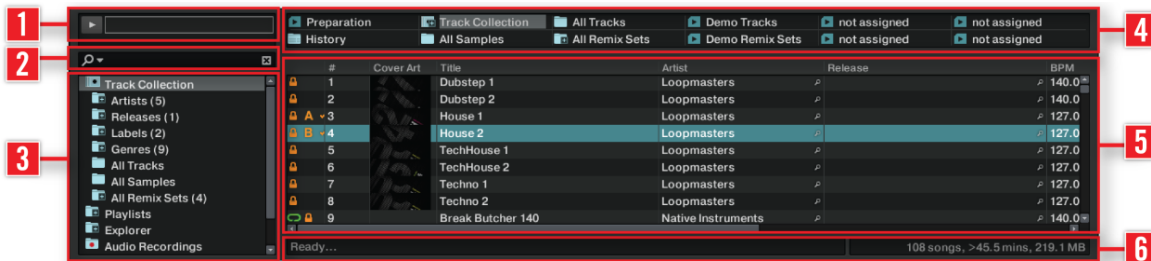 1
2
3
4
5
6
Track Collection
Artists (5)
Releases (1)
Labels (2)
Genres (9)
All Tracks
All Samples
All Remix Sets (4)
Playlists
Explorer
Audio Recordings
Preparation Track Collection All Tracks Demo Tracks not assigned not assigned
History All Samples All Remix Sets Demo Remix Sets not assigned not assigned
# Cover Art Title Artist Release BPM
1 Dubstep 1 Loopmasters 140.0
2 Dubstep 2 Loopmasters 140.0
A 3 House 1 Loopmasters 127.0
B 4 House 2 Loopmasters 127.0
5 TechHouse 1 Loopmasters 127.0
6 TechHouse 2 Loopmasters 127.0
7 Techno 1 Loopmasters 127.0
8 Techno 2 Loopmasters 127.0
9 Break Butcher 140 Native Instruments 140.0
Ready... 108 songs, >45.5 mins, 219.1 MB